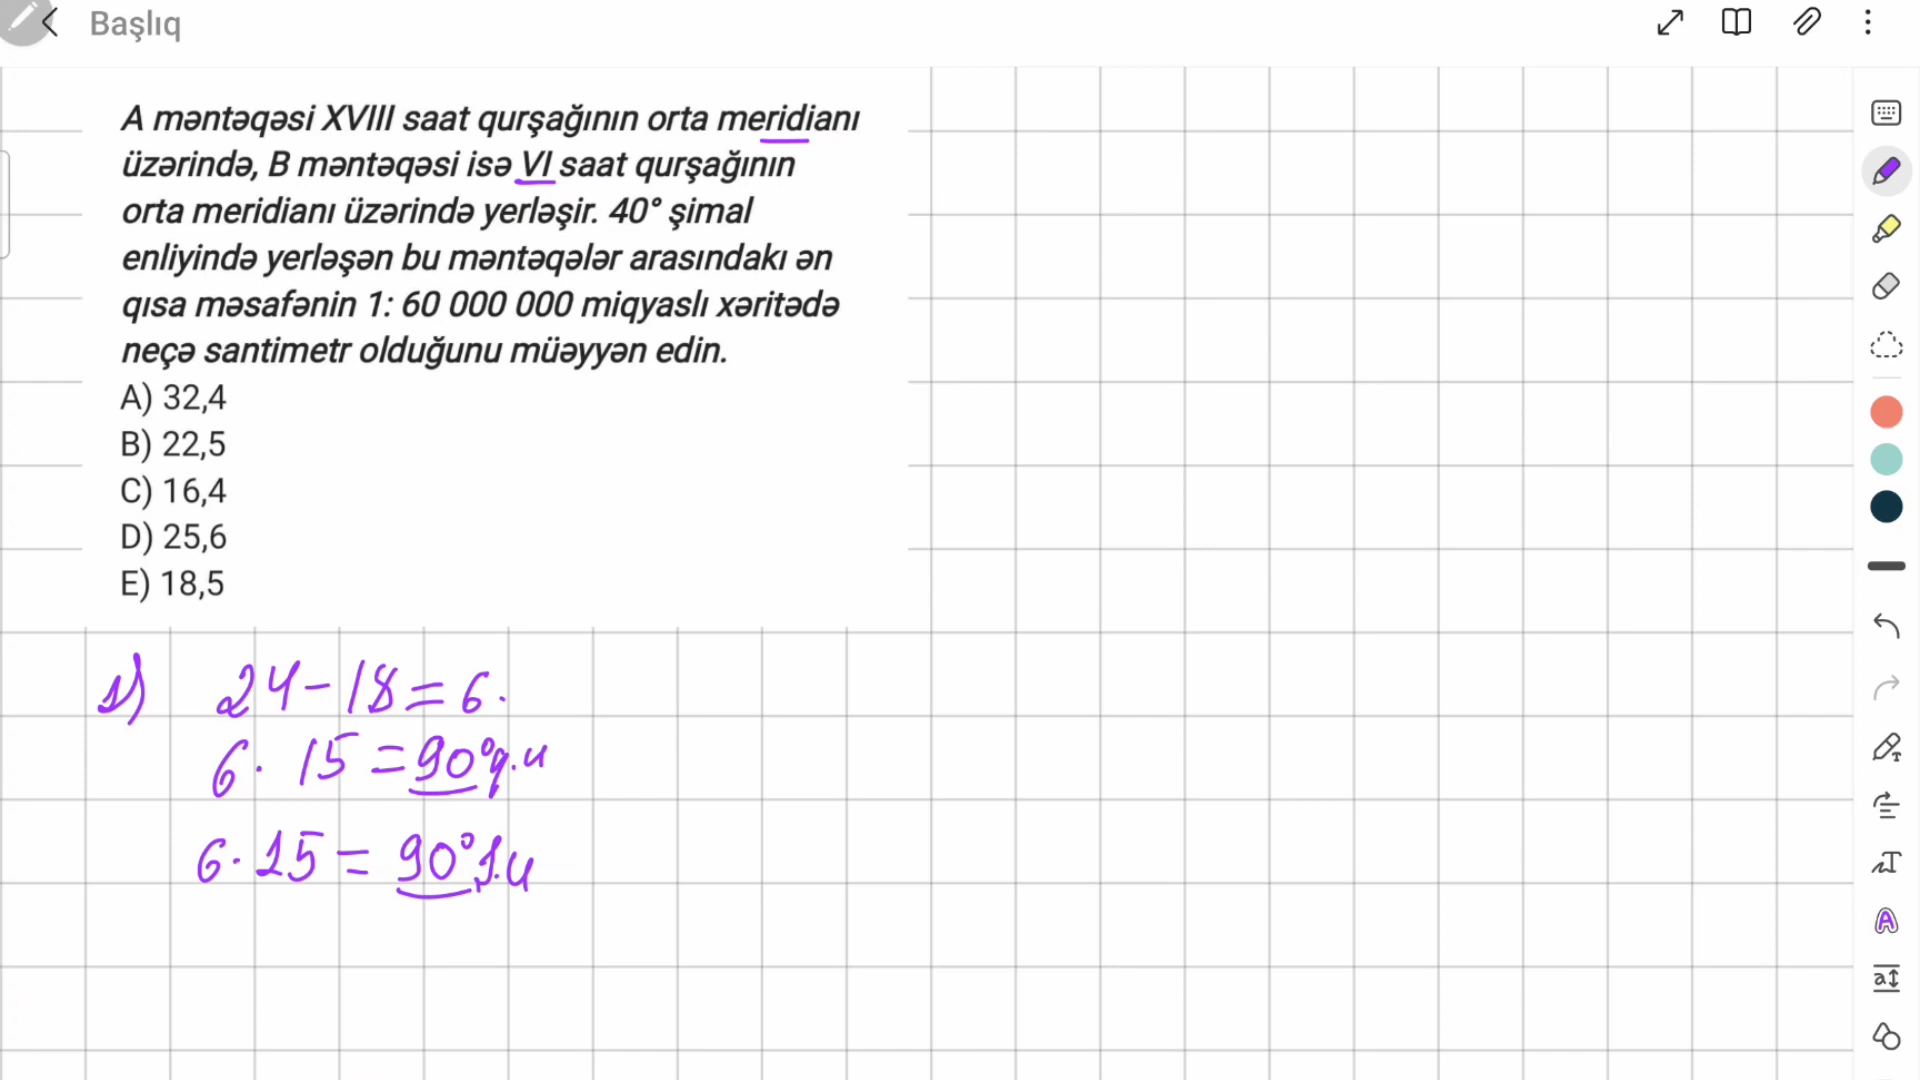 Başlıq
A məntəqəsi XVIII saat qurşağının orta meridianı
üzərində, B məntəqəsi isə VI saat qurşağının
orta meridianı üzərində yerləşir. 40° şimal
enliyində yerləşən bu məntəqələr arasındakı ən
qısa məsafənin 1: 60 000 000 miqyaslı xəritədə
neçə santimetr olduğunu müəyyən edin.
A) 32,4
B) 22,5
C) 16,4
D) 25,6
E) 18,5
1) 24-18=6.
6. 15 =90°q.u
6.15= 90°ş.u